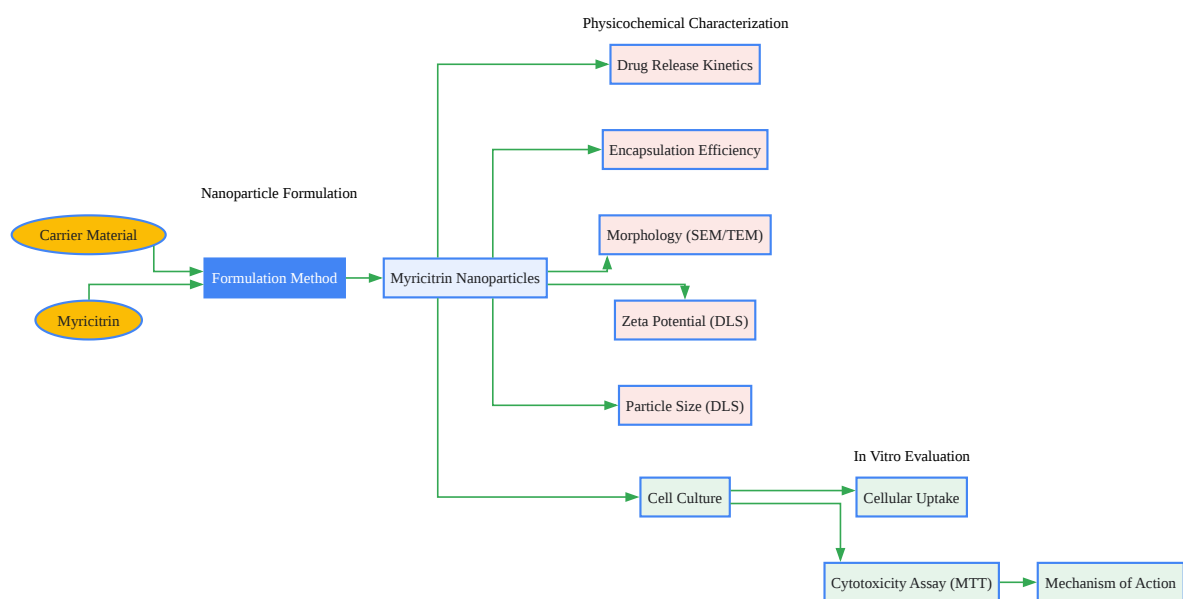 Physicochemical Characterization
Drug Release Kinetics
Encapsulation Efficiency
Nanoparticle Formulation
Carrier Material
Morphology (SEM/TEM)
Formulation Method
Myricitrin Nanoparticles
Myricitrin
Zeta Potential (DLS)
Particle Size (DLS)
In Vitro Evaluation
Cell Culture
Cellular Uptake
Cytotoxicity Assay (MTT)
Mechanism of Action